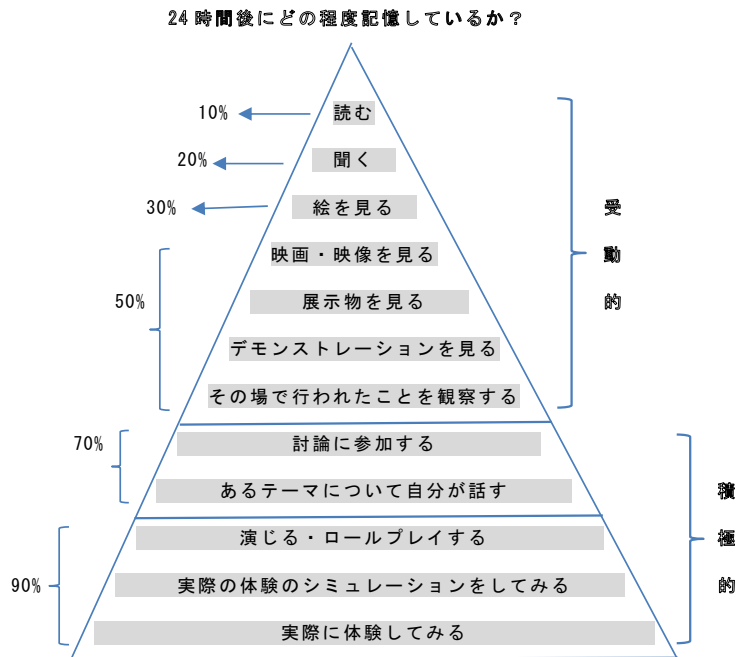 24時間後にどの程度記憶しているか？
10%
読む
20%
聞く
30%
絵を見る
映画・映像を見る
50%
展示物を見る
デモンストレーションを見る
その場で行われたことを観察する
受動的
70%
討論に参加する
あるテーマについて自分が話す
演じる・ロールプレイする
90%
実際の体験のシミュレーションをしてみる
実際に体験してみる
積極的